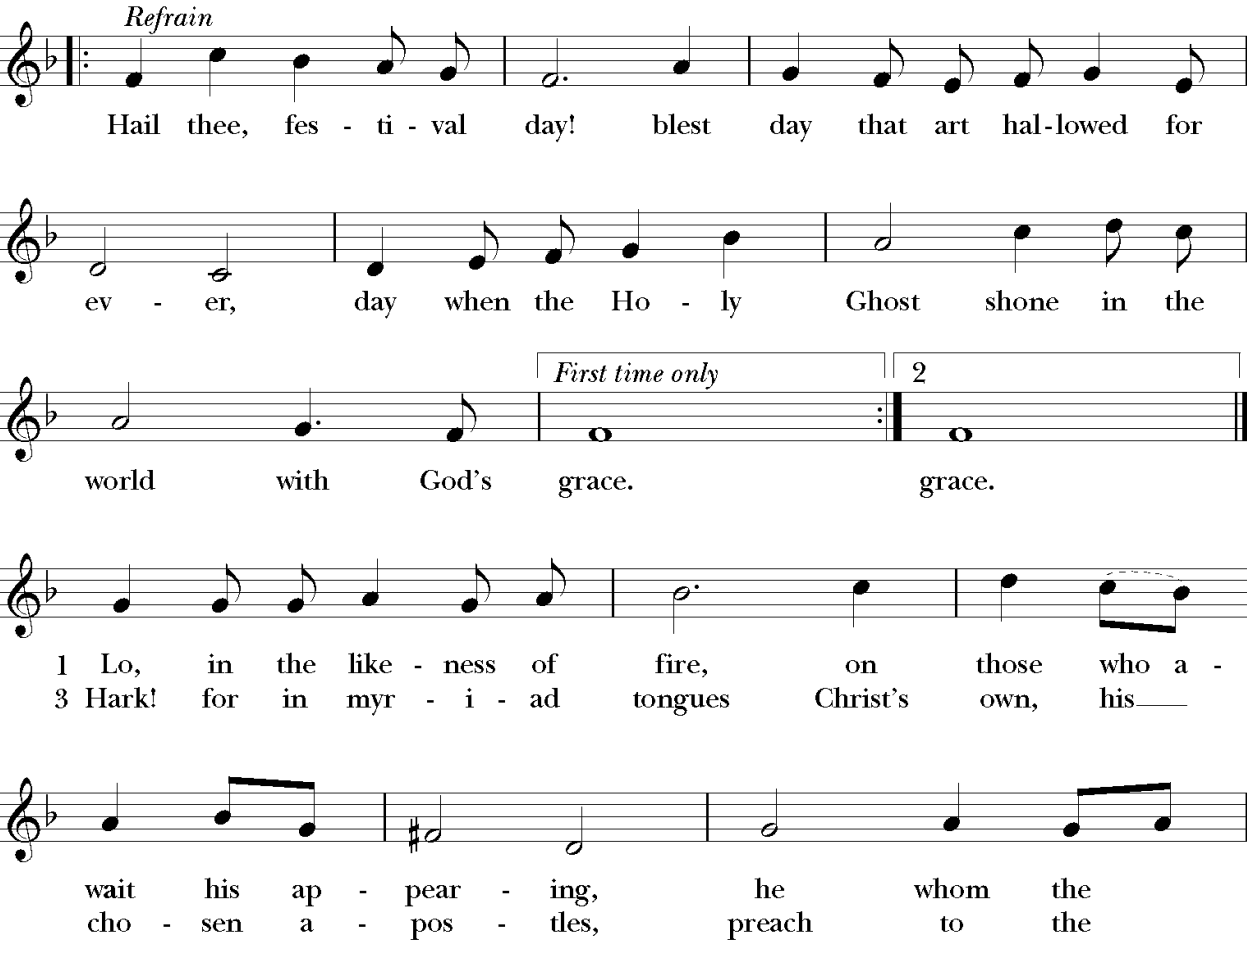 Refrain
Hail thee, fes - ti - val day! blest day that art hal - lowed for
ev - er, day when the Ho - ly Ghost shone in the
First time only 2
world with God's grace. grace.
1 Lo, in the like - ness of fire, on those who a -
3 Hark! for in myr - i - ad tongues Christ's own, his
wait his ap - pear - ing, he whom the
cho - sen a - pos - tles, preach to the